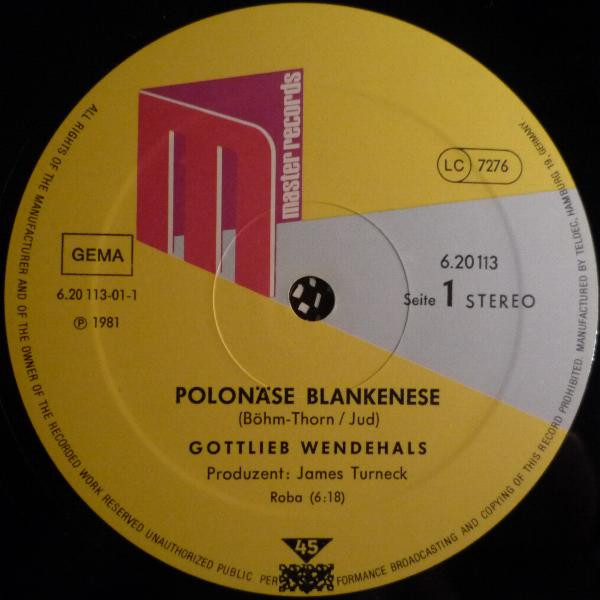 master records
LC 7276
GEMA
6.20 113-01-1
℗ 1981
6.20113
Seite 1 STEREO
POLONÄSE BLANKENESE
(Böhm-Thorn / Jud)
GOTTLIEB WENDEHALS
Produzent: James Turneck
Roba (6:18)
45
ALL RIGHTS OF THE MANUFACTURER AND OF THE OWNER OF THE RECORDED WORK RESERVED UNAUTHORIZED PUBLIC PERFORMANCE BROADCASTING AND COPYING OF THIS RECORD PROHIBITED. MANUFACTURED BY TELDEC, HAMBURG 19, GERMANY